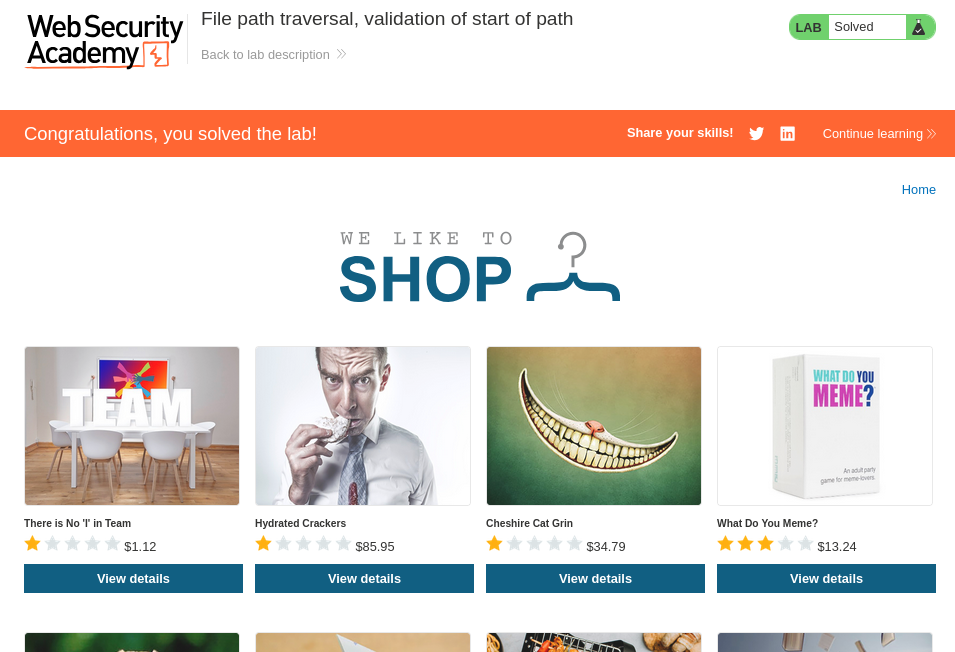 Web Security
Academy
File path traversal, validation of start of path
Back to lab description
LAB
Solved
Congratulations, you solved the lab!
Share your skills!
Continue learning
Home
WE LIKE TO
SHOP
TEAM
WHAT DO YOU
MEME?
An adult party
game for meme-lovers.
There is No 'I' in Team
$1.12
View details
Hydrated Crackers
$85.95
View details
Cheshire Cat Grin
$34.79
View details
What Do You Meme?
$13.24
View details